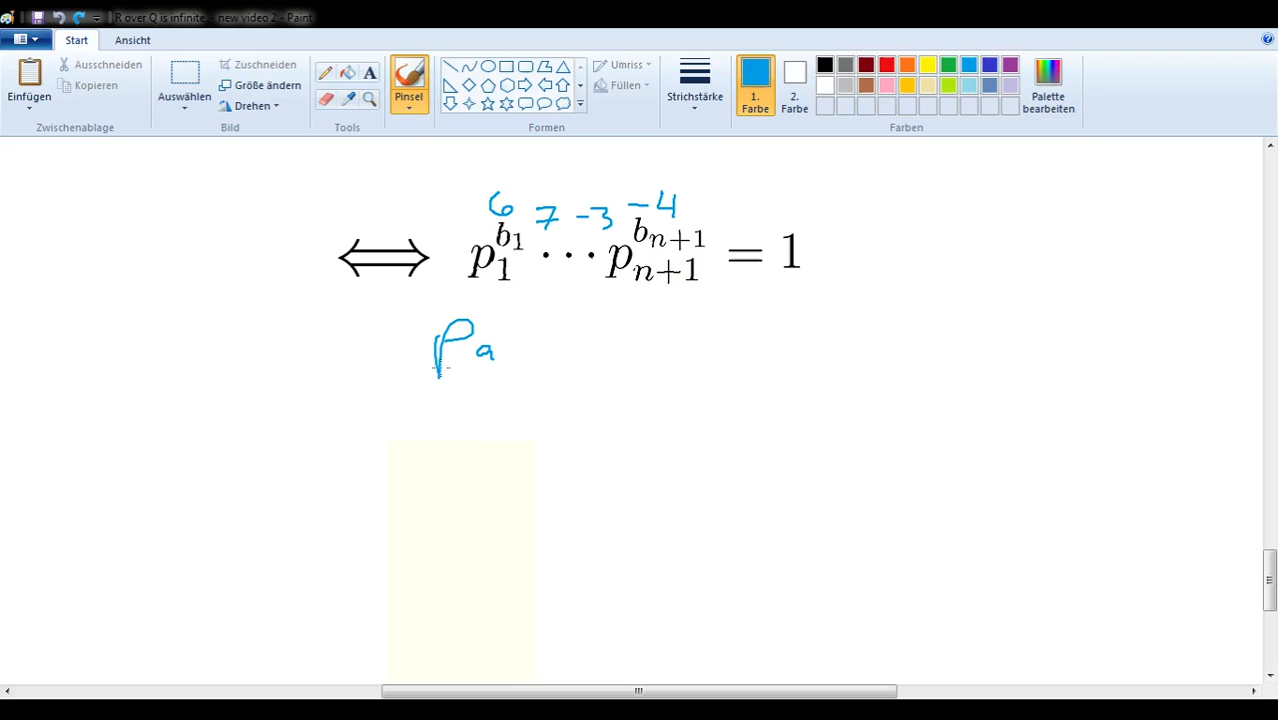 R over Q is infinite - new video 2 - Paint
Start Ansicht
Einfügen
Ausschneiden
Kopieren
Zwischenablage
Auswählen
Zuschneiden
Größe ändern
Drehen
Bild
A
Tools
Pinsel
Umriss
Füllen
Formen
Strichstärke
1. Farbe
2. Farbe
Palette bearbeiten
Farben
6 7 -3 -4
⟺ p_1^{b_1} ⋯ p_{n+1}^{b_{n+1}} = 1
Pa